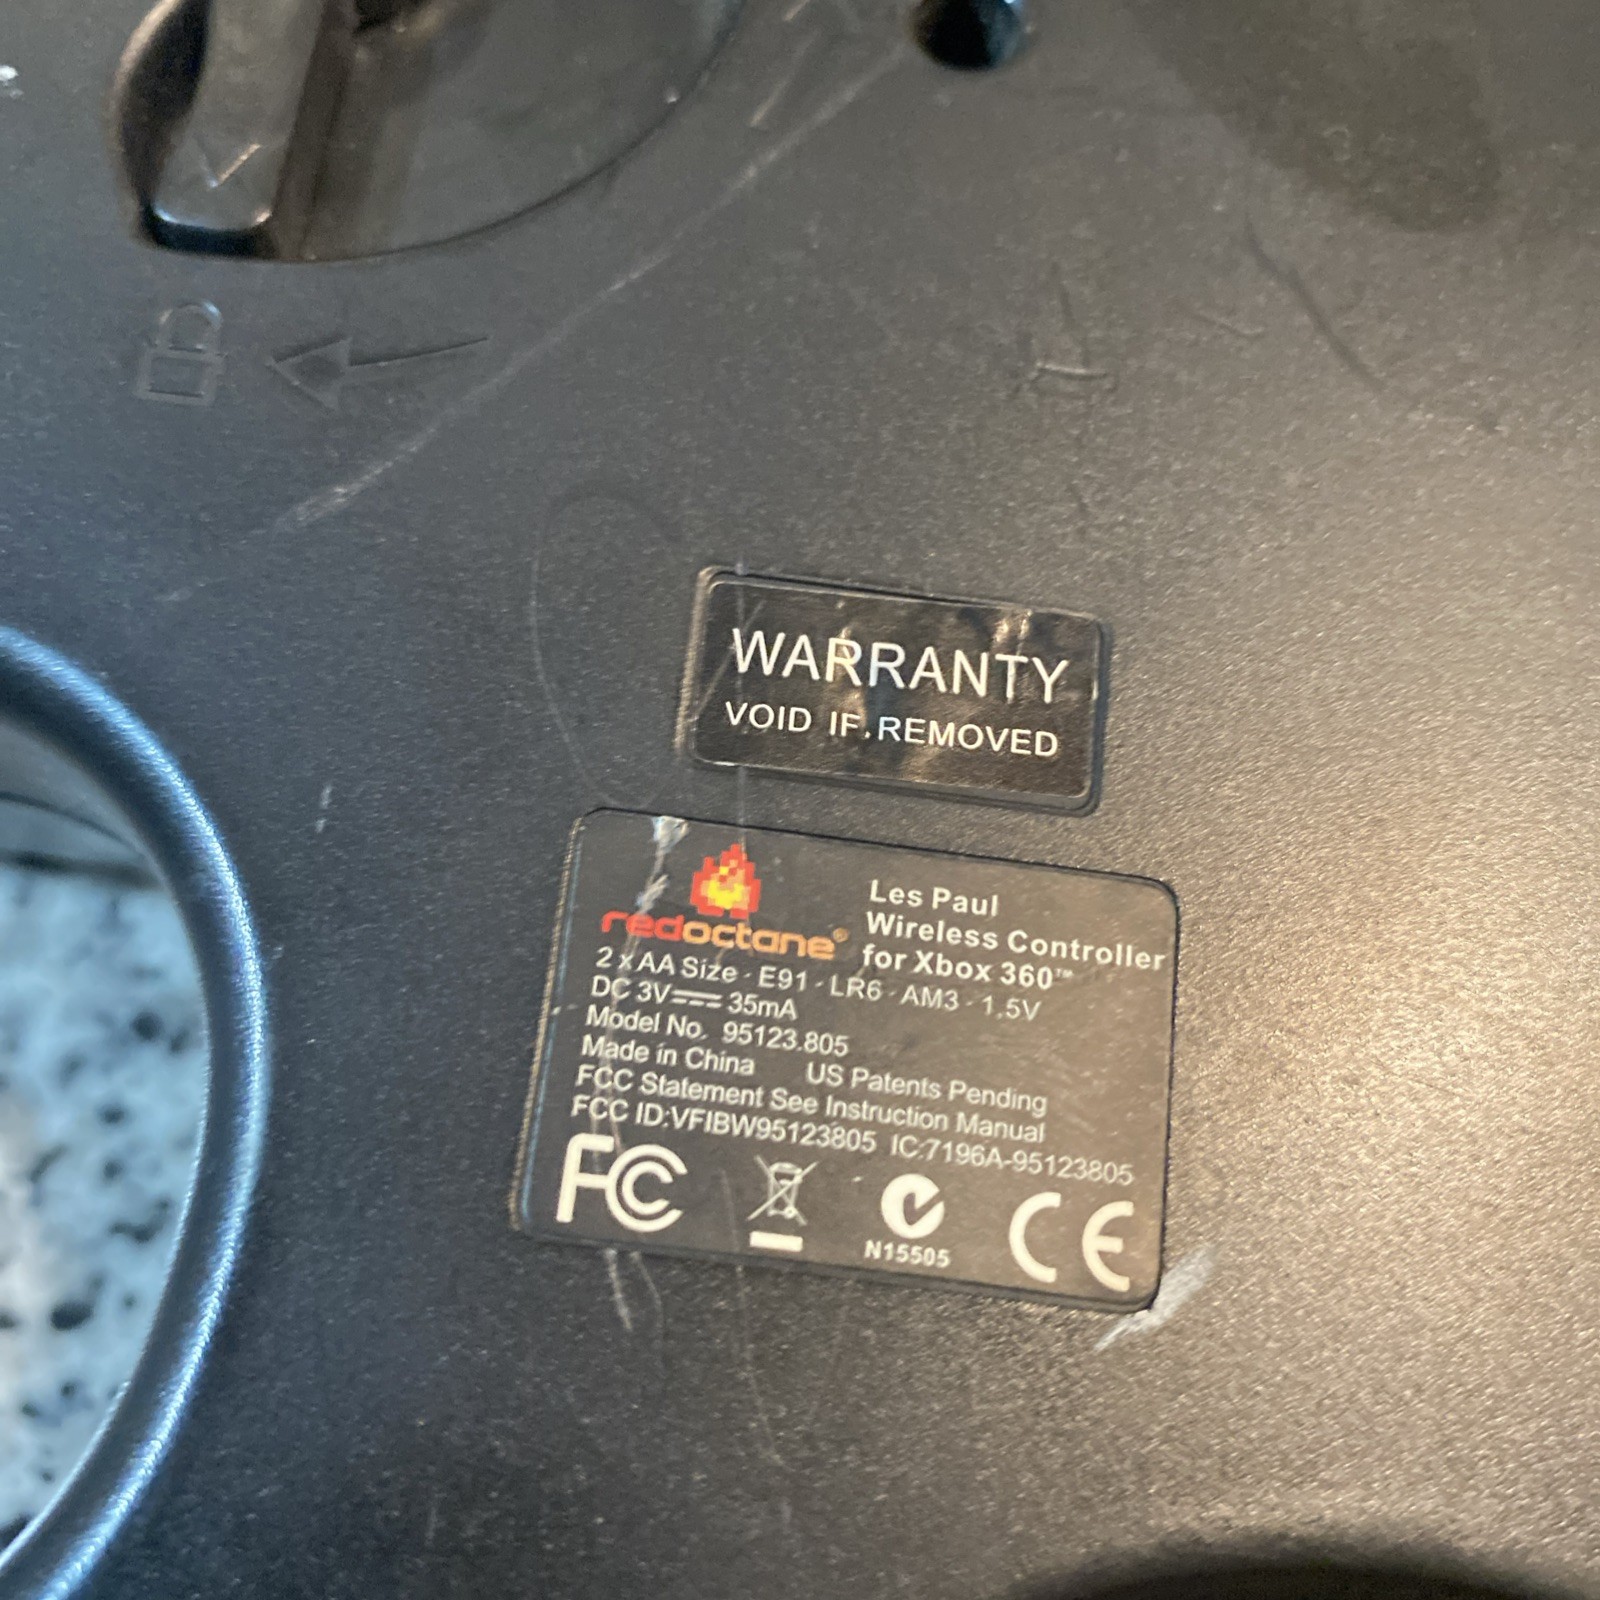 WARRANTY
VOID IF REMOVED
redoctane®
Les Paul
Wireless Controller
for Xbox 360™
2 x AA Size - E91 - LR6 - AM3 - 1.5V
DC 3V⎓ 35mA
Model No. 95123.805
Made in China US Patents Pending
FCC Statement See Instruction Manual
FCC ID:VFIBW95123805 IC:7196A-95123805
FC CE
N15505